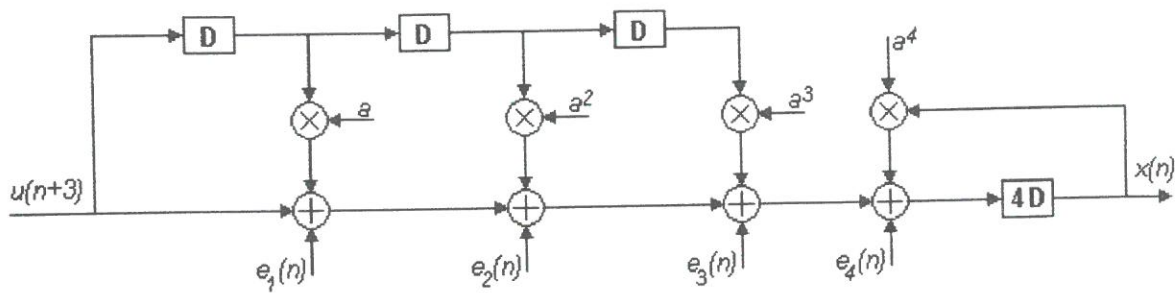 D D D a⁴
a a² a³
u(n+3) x(n)
4D
e₁(n) e₂(n) e₃(n) e₄(n)